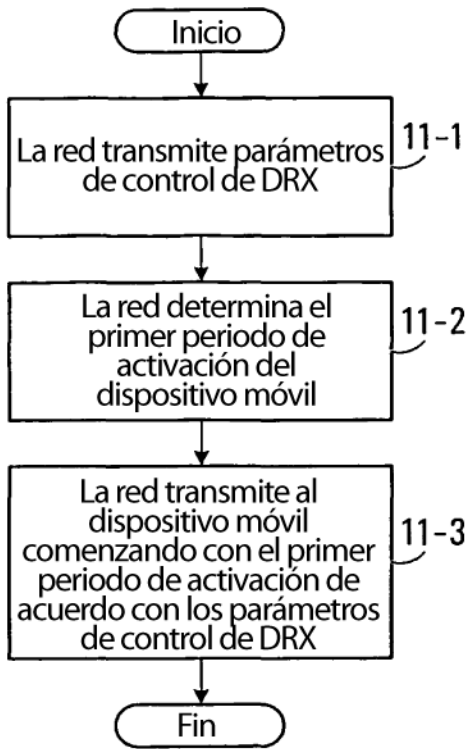 Inicio
La red transmite parámetros
de control de DRX
11-1
La red determina el
primer periodo de
activación del
dispositivo móvil
11-2
La red transmite al
dispositivo móvil
comenzando con el primer
periodo de activación de
acuerdo con los parámetros
de control de DRX
11-3
Fin